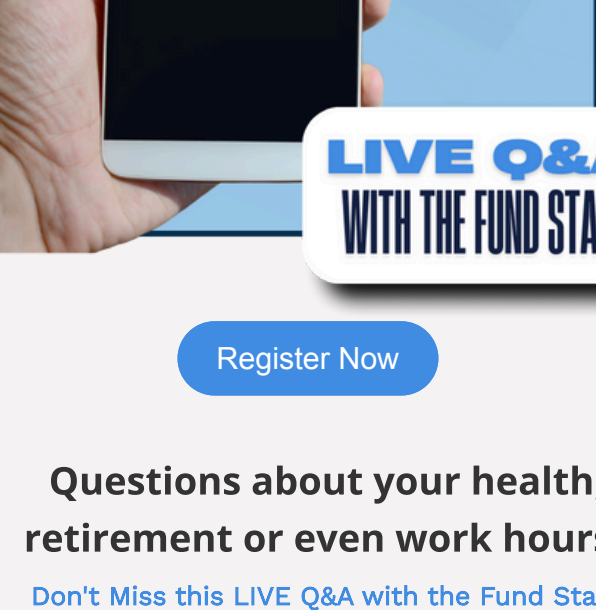 LIVE Q&A
WITH THE FUND STA
Register Now
Questions about your health,
retirement or even work hours
Don't Miss this LIVE Q&A with the Fund Sta